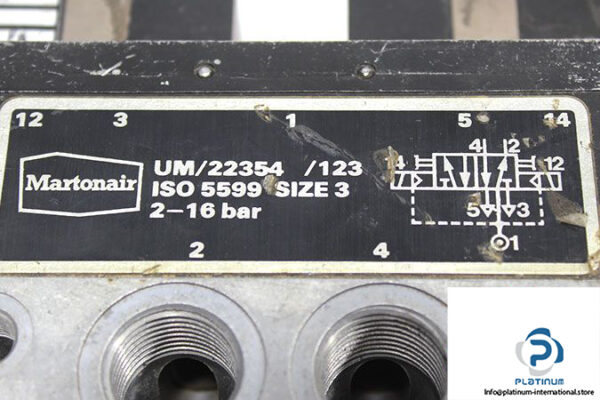 12 3 1 5 14
Martonair
UM/22354 /123
ISO 5599 SIZE 3
2-16 bar
4 2
14 12
5 3
1
2 4
PLATINUM
Info@platinum-international.store